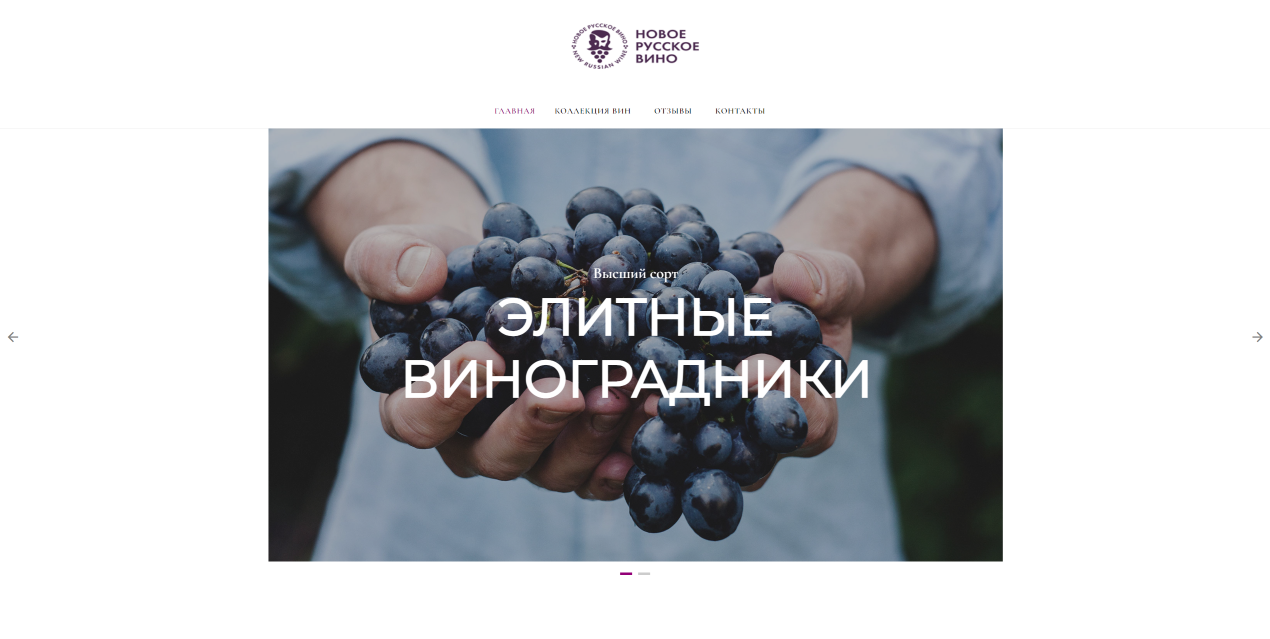 НОВОЕ РУССКОЕ ВИНО
NEW RUSSIAN WINE
НОВОЕ
РУССКОЕ
ВИНО
ГЛАВНАЯ КОЛЛЕКЦИЯ ВИН ОТЗЫВЫ КОНТАКТЫ
Высший сорт
ЭЛИТНЫЕ
ВИНОГРАДНИКИ